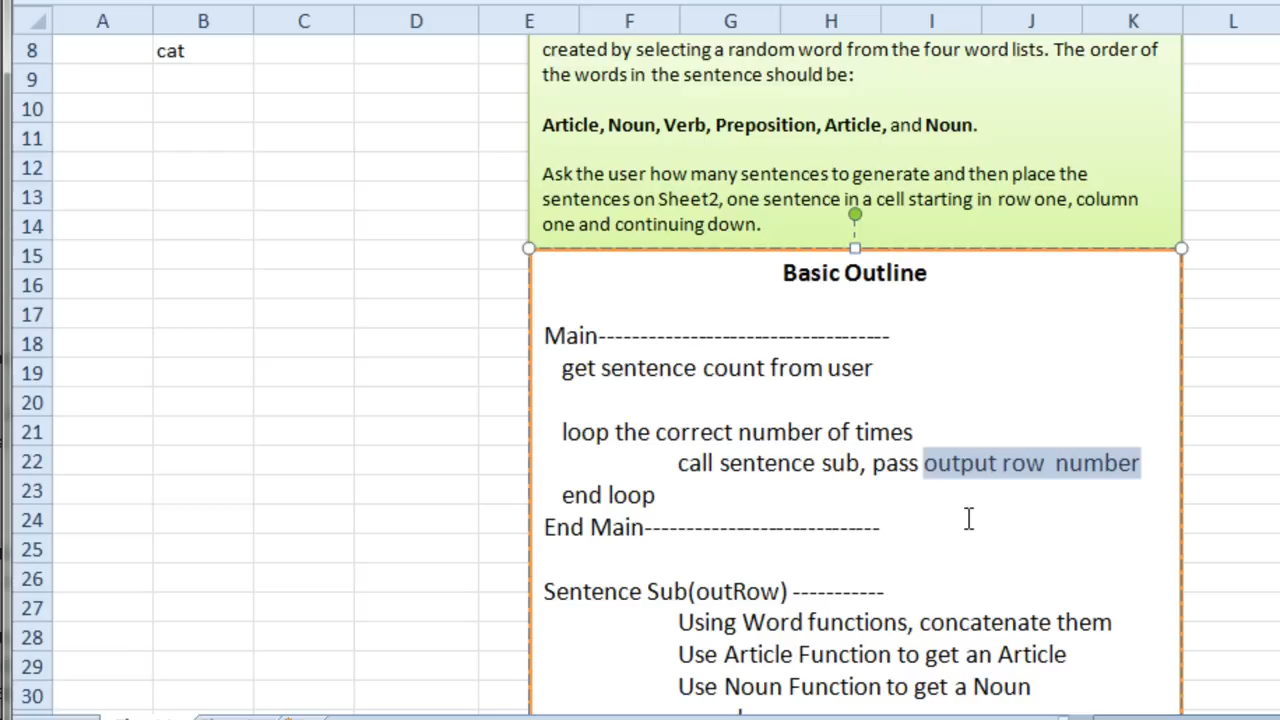 A B C D E F G H I J K L
8 cat
9
10
11
12
13
14
15
16
17
18
19
20
21
22
23
24
25
26
27
28
29
30
created by selecting a random word from the four word lists. The order of
the words in the sentence should be:
Article, Noun, Verb, Preposition, Article, and Noun.
Ask the user how many sentences to generate and then place the
sentences on Sheet2, one sentence in a cell starting in row one, column
one and continuing down.
Basic Outline
Main-----------------------------------
get sentence count from user
loop the correct number of times
call sentence sub, pass output row  number
end loop
End Main----------------------------
Sentence Sub(outRow) -----------
Using Word functions, concatenate them
Use Article Function to get an Article
Use Noun Function to get a Noun